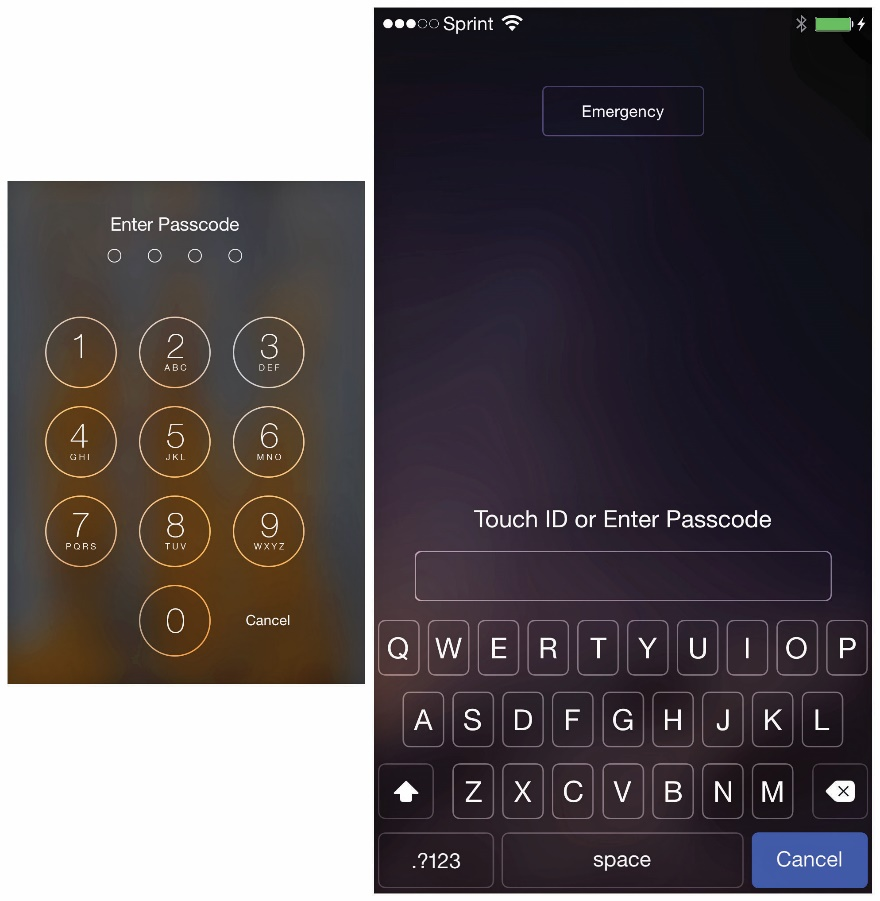 Enter Passcode
1 2 3
ABC DEF
4 5 6
GHI JKL MNO
7 8 9
PQRS TUV WXYZ
0 Cancel
Sprint
Emergency
Touch ID or Enter Passcode
Q W E R T Y U I O P
A S D F G H J K L
Z X C V B N M
.?123 space Cancel